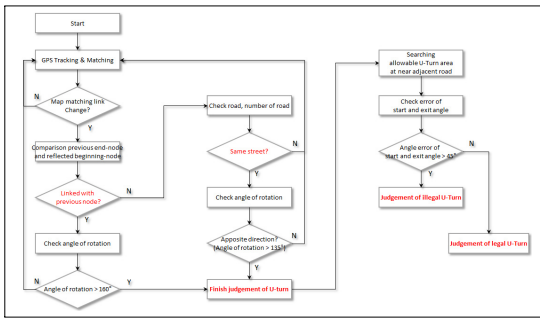 Start
GPS Tracking & Matching
N
Map matching link
Change?
Y
Comparison previous end-node
and reflected beginning-node
Linked with
previous node?
N
Y
Check angle of rotation
N
Angle of rotation > 160°
Y
Check road, number of road
Same street?
N
Y
Check angle of rotation
Apposite direction?
(Angle of rotation > 135°)
N
Y
Finish judgement of U-turn
Searching
allowable U-Turn area
at near adjacent road
Check error of
start and exit angle
Angle error of
start and exit angle > 45°
N
Y
Judgement of Illegal U-Turn
Judgement of legal U-Turn